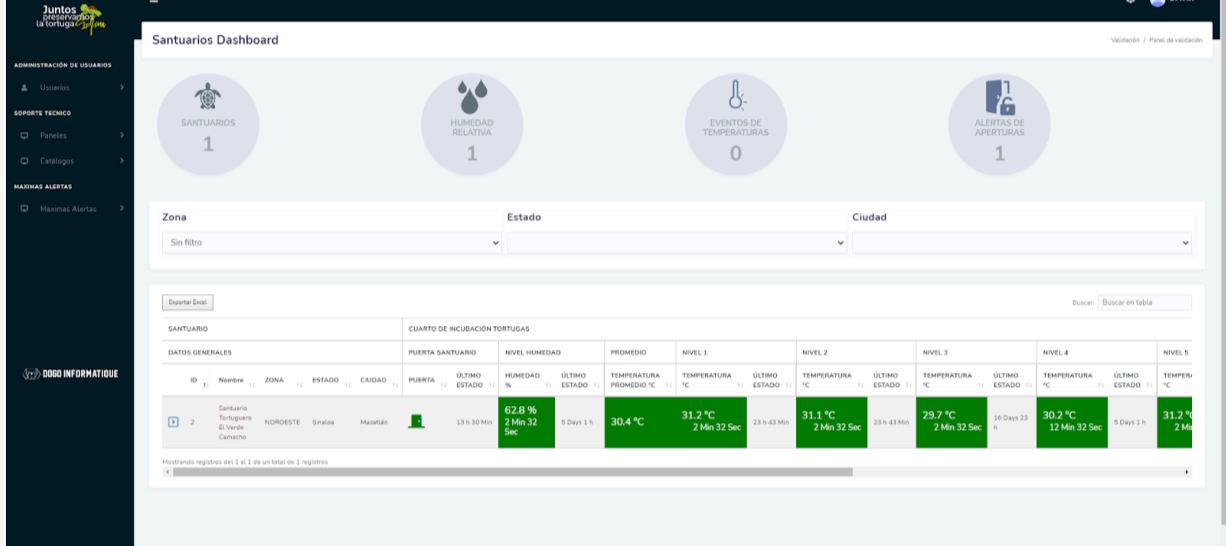 Juntos
preservamos
la tortuga Golfina
Santuarios Dashboard
Validación / Panel de validación
ADMINISTRACIÓN DE USUARIOS
Usuarios
SOPORTE TECNICO
Paneles
Catálogos
MAXIMAS ALERTAS
Maximas Alertas
DOGO INFORMATIQUE
SANTUARIOS
1
HUMEDAD
RELATIVA
1
EVENTOS DE
TEMPERATURAS
0
ALERTAS DE
APERTURAS
1
Zona Estado Ciudad
Sin filtro
Exportar Excel
Buscar: Buscar en tabla
SANTUARIO CUARTO DE INCUBACIÓN TORTUGAS
DATOS GENERALES PUERTA SANTUARIO NIVEL HUMEDAD PROMEDIO NIVEL 1 NIVEL 2 NIVEL 3 NIVEL 4 NIVEL 5
ID Nombre ZONA ESTADO CIUDAD PUERTA ÚLTIMO ESTADO HUMEDAD % ÚLTIMO ESTADO TEMPERATURA PROMEDIO °C TEMPERATURA °C ÚLTIMO ESTADO TEMPERATURA °C ÚLTIMO ESTADO TEMPERATURA °C ÚLTIMO ESTADO TEMPERATURA °C ÚLTIMO ESTADO TEMPERA °C
2 Santuario Tortuguero El Verde Camacho NOROESTE Sinaloa Mazatlán 13 h 30 Min 62.8 % 2 Min 32 Sec 5 Days 1 h 30.4 °C 31.2 °C 2 Min 32 Sec 23 h 43 Min 31.1 °C 2 Min 32 Sec 23 h 43 Min 29.7 °C 2 Min 32 Sec 16 Days 23 h 30.2 °C 12 Min 32 Sec 5 Days 1 h 31.2 °
Mostrando registros del 1 al 1 de un total de 1 registros